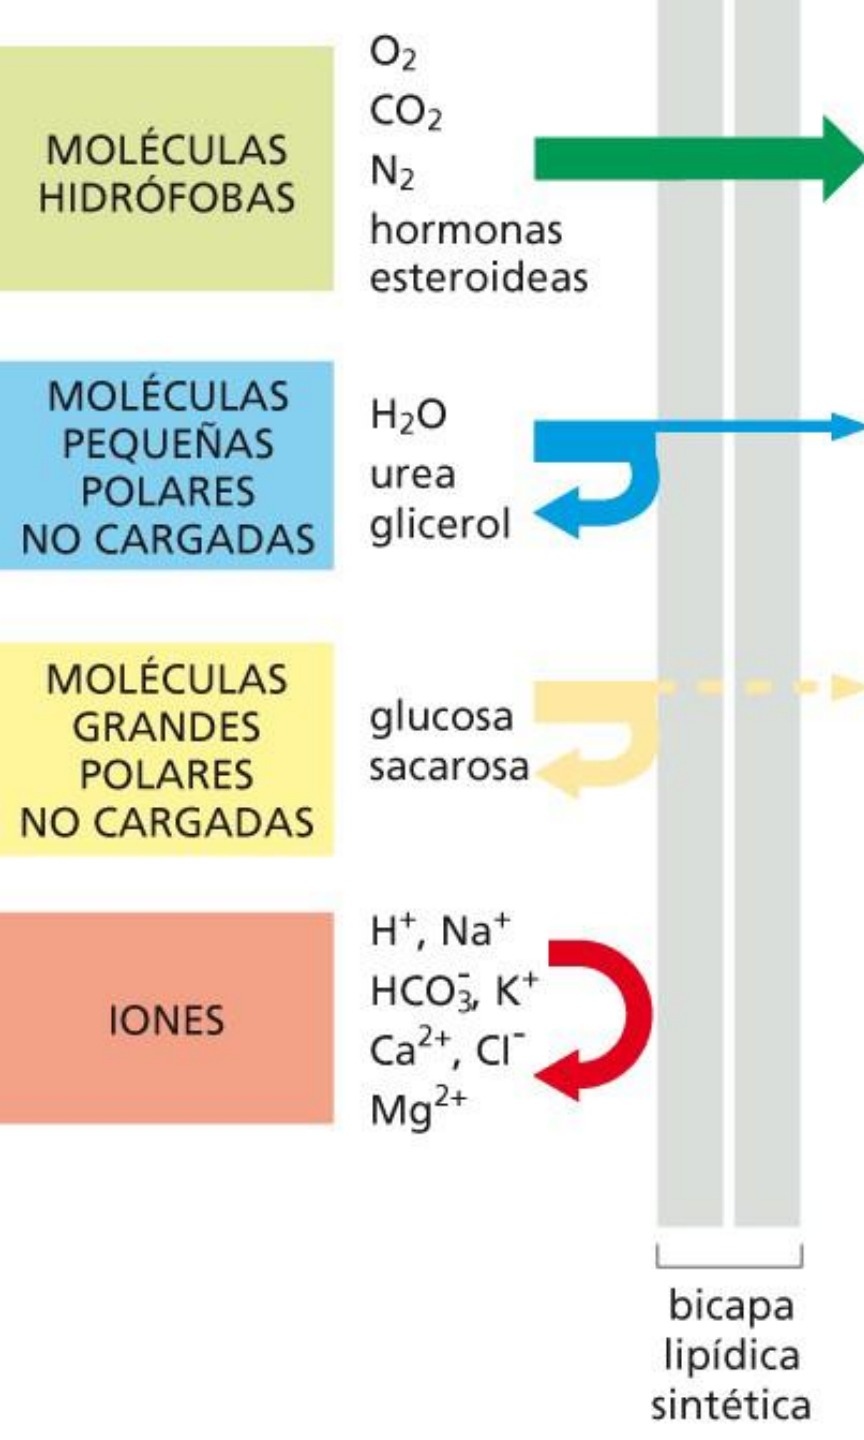 MOLÉCULAS
HIDRÓFOBAS
O₂
CO₂
N₂
hormonas
esteroideas
MOLÉCULAS
PEQUEÑAS
POLARES
NO CARGADAS
H₂O
urea
glicerol
MOLÉCULAS
GRANDES
POLARES
NO CARGADAS
glucosa
sacarosa
IONES
H⁺, Na⁺
HCO₃⁻, K⁺
Ca²⁺, Cl⁻
Mg²⁺
bicapa
lipídica
sintética